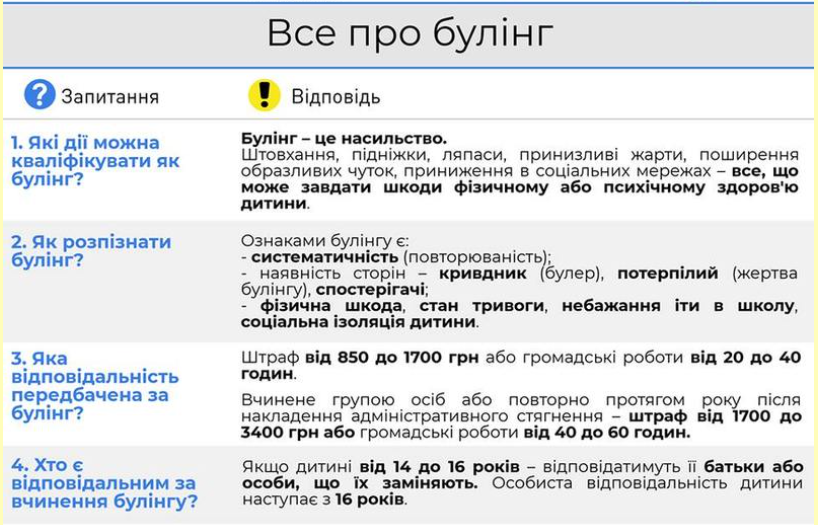 Все про булінг
Запитання
Відповідь
1. Які дії можна
кваліфікувати як
булінг?
Булінг – це насильство.
Штовхання, підніжки, ляпаси, принизливі жарти, поширення
образливих чуток, приниження в соціальних мережах – все, що
може завдати шкоди фізичному або психічному здоров'ю
дитини.
2. Як розпізнати
булінг?
Ознаками булінгу є:
- систематичність (повторюваність);
- наявність сторін – кривдник (булер), потерпілий (жертва
булінгу), спостерігачі;
- фізична шкода, стан тривоги, небажання іти в школу,
соціальна ізоляція дитини.
3. Яка
відповідальність
передбачена за
булінг?
Штраф від 850 до 1700 грн або громадські роботи від 20 до 40
годин.
Вчинене групою осіб або повторно протягом року після
накладення адміністративного стягнення – штраф від 1700 до
3400 грн або громадські роботи від 40 до 60 годин.
4. Хто є
відповідальним за
вчинення булінгу?
Якщо дитині від 14 до 16 років – відповідатимуть її батьки або
особи, що їх заміняють. Особиста відповідальність дитини
наступає з 16 років.